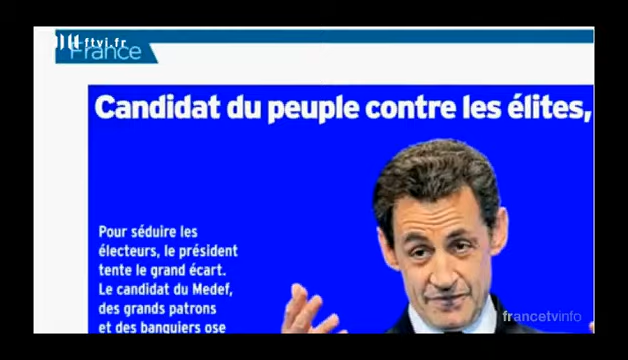 ftvi.fr
France
Candidat du peuple contre les élites,
Pour séduire les
électeurs, le président
tente le grand écart.
Le candidat du Medef,
des grands patrons
et des banquiers ose
francetvinfo